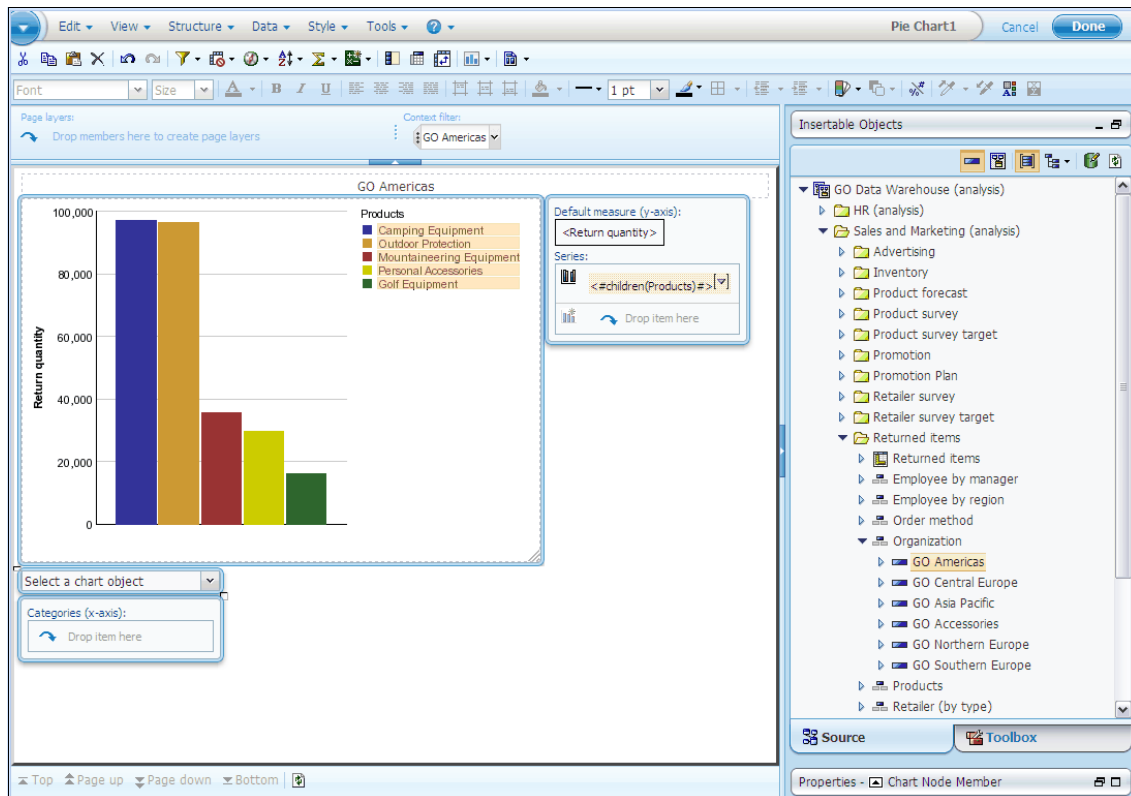 Edit View Structure Data Style Tools Pie Chart1 Cancel Done
Font Size A B I U 1 pt
Page layers:
Drop members here to create page layers
Context filter:
GO Americas
GO Americas
100,000
80,000
60,000
40,000
20,000
0
Return quantity
Products
Camping Equipment
Outdoor Protection
Mountaineering Equipment
Personal Accessories
Golf Equipment
Default measure (y-axis):
<Return quantity>
Series:
<#children(Products)#>
Drop item here
Select a chart object
Categories (x-axis):
Drop item here
Top Page up Page down Bottom
Insertable Objects
GO Data Warehouse (analysis)
HR (analysis)
Sales and Marketing (analysis)
Advertising
Inventory
Product forecast
Product survey
Product survey target
Promotion
Promotion Plan
Retailer survey
Retailer survey target
Returned items
Returned items
Employee by manager
Employee by region
Order method
Organization
GO Americas
GO Central Europe
GO Asia Pacific
GO Accessories
GO Northern Europe
GO Southern Europe
Products
Retailer (by type)
Source Toolbox
Properties - Chart Node Member